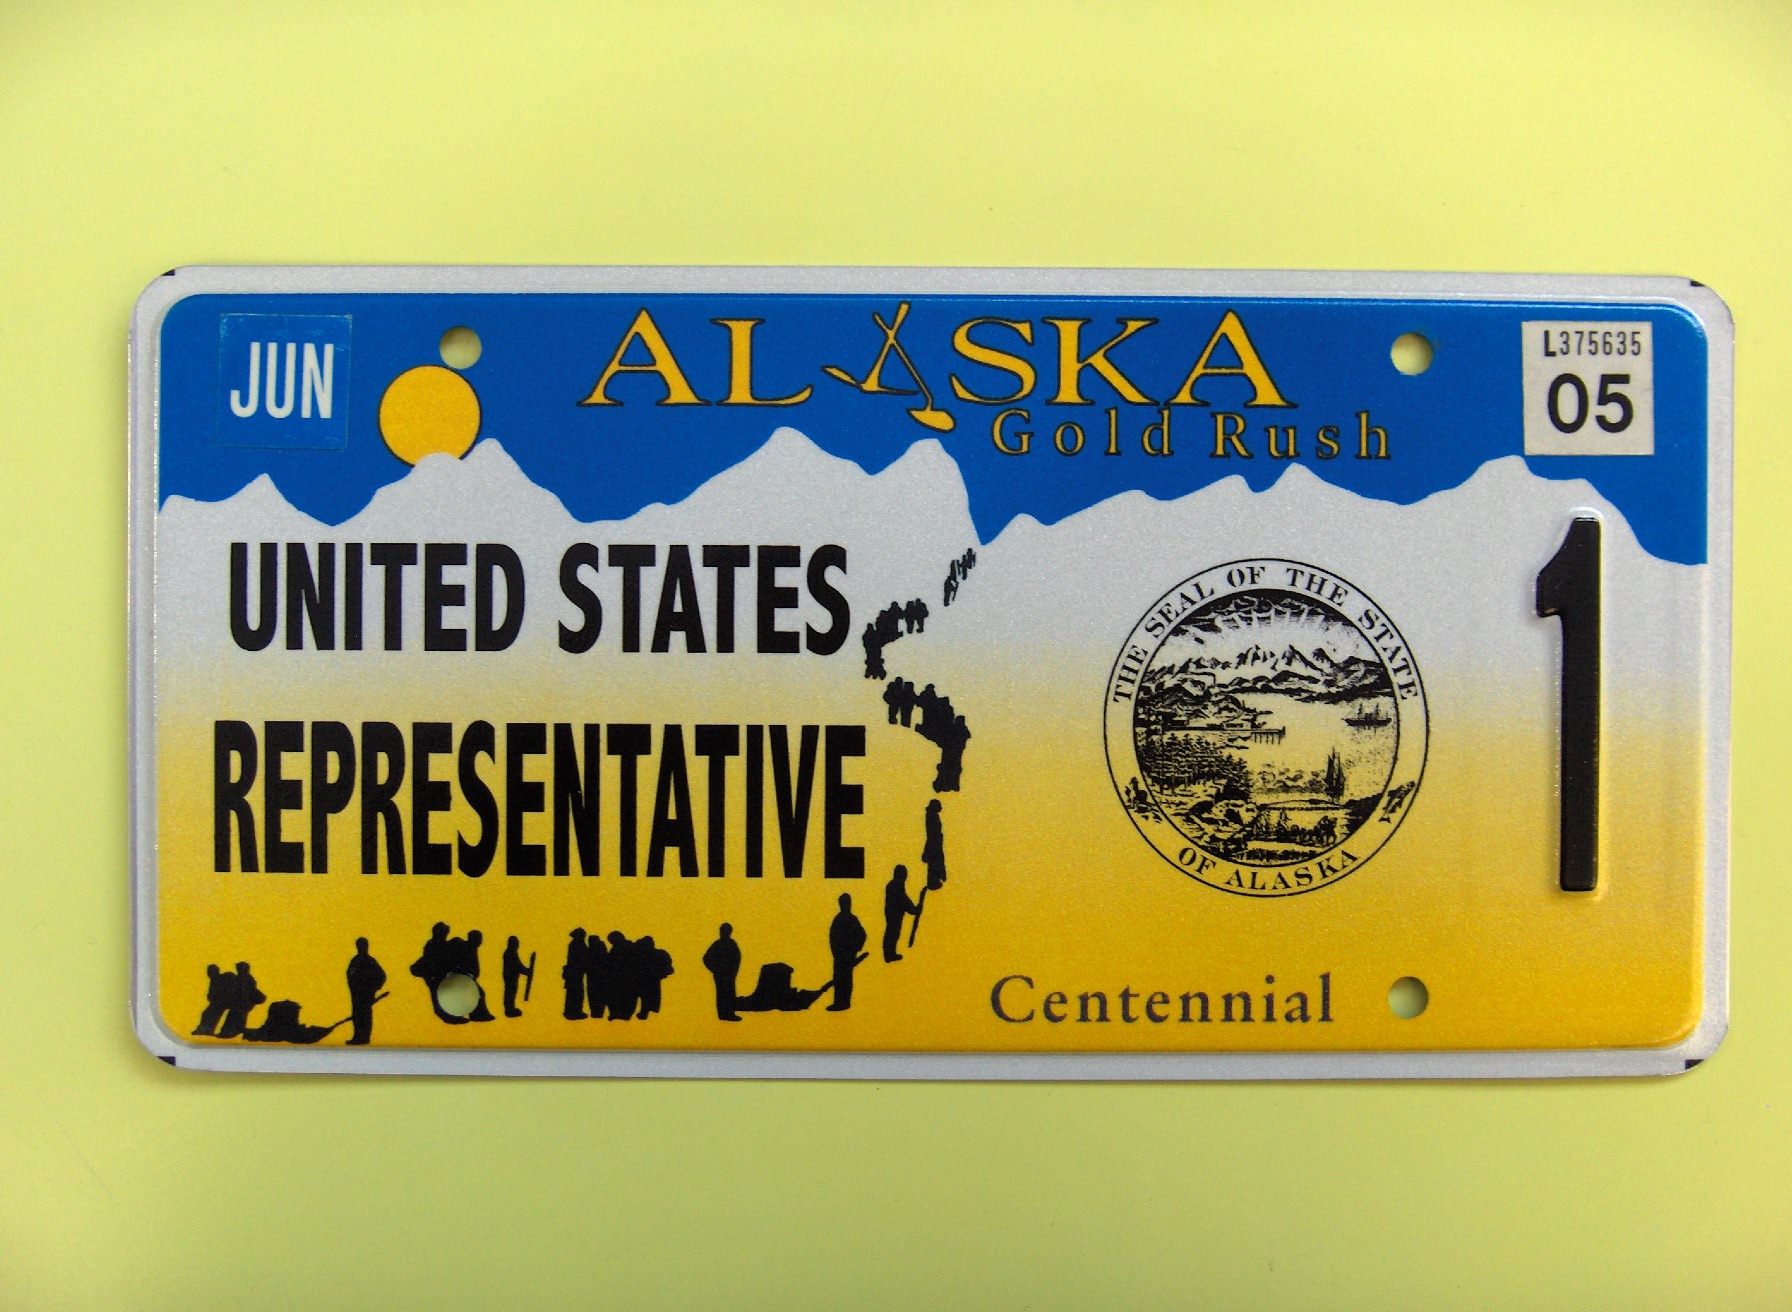 JUN
ALASKA
Gold Rush
L375635
05
UNITED STATES
REPRESENTATIVE
THE SEAL OF THE STATE
OF ALASKA
1
Centennial